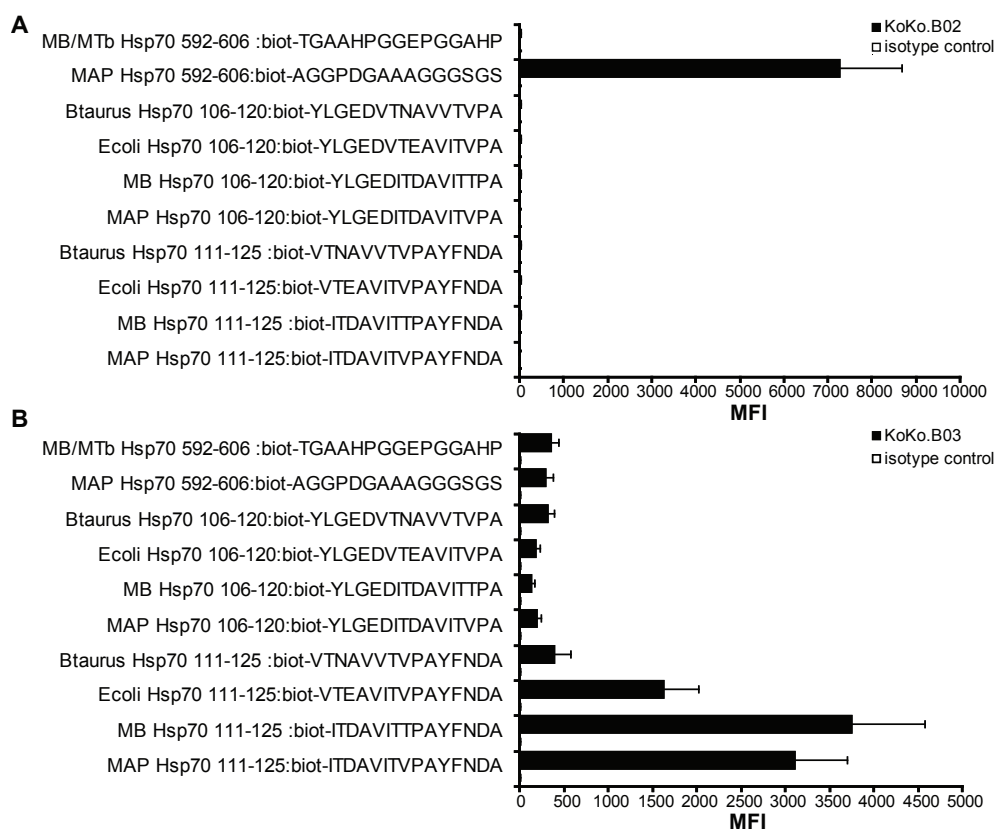 A
KoKo.B02
isotype control
MB/MTb Hsp70 592-606 :biot-TGAAHPGGEPGGAHP
MAP Hsp70 592-606:biot-AGGPDGAAAGGGSGS
Btaurus Hsp70 106-120:biot-YLGEDVTNAVVTVPA
Ecoli Hsp70 106-120:biot-YLGEDVTEAVITVPA
MB Hsp70 106-120:biot-YLGEDITDAVITTPA
MAP Hsp70 106-120:biot-YLGEDITDAVITVPA
Btaurus Hsp70 111-125 :biot-VTNAVVTVPAYFNDA
Ecoli Hsp70 111-125:biot-VTEAVITVPAYFNDA
MB Hsp70 111-125 :biot-ITDAVITTPAYFNDA
MAP Hsp70 111-125:biot-ITDAVITVPAYFNDA
0 1000 2000 3000 4000 5000 6000 7000 8000 9000 10000
MFI
B
KoKo.B03
isotype control
MB/MTb Hsp70 592-606 :biot-TGAAHPGGEPGGAHP
MAP Hsp70 592-606:biot-AGGPDGAAAGGGSGS
Btaurus Hsp70 106-120:biot-YLGEDVTNAVVTVPA
Ecoli Hsp70 106-120:biot-YLGEDVTEAVITVPA
MB Hsp70 106-120:biot-YLGEDITDAVITTPA
MAP Hsp70 106-120:biot-YLGEDITDAVITVPA
Btaurus Hsp70 111-125 :biot-VTNAVVTVPAYFNDA
Ecoli Hsp70 111-125:biot-VTEAVITVPAYFNDA
MB Hsp70 111-125 :biot-ITDAVITTPAYFNDA
MAP Hsp70 111-125:biot-ITDAVITVPAYFNDA
0 500 1000 1500 2000 2500 3000 3500 4000 4500 5000
MFI